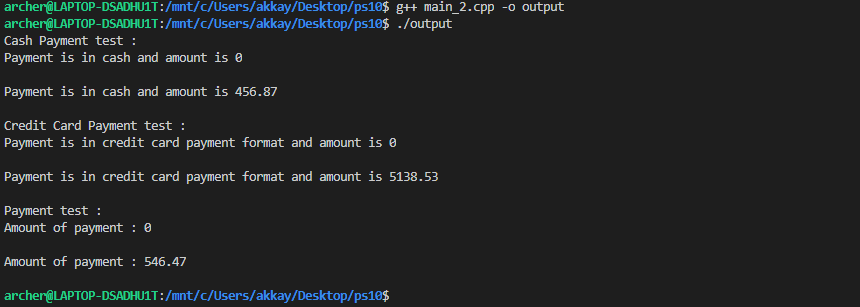 archer@LAPTOP-DSADHU1T:/mnt/c/Users/akkay/Desktop/ps10$ g++ main_2.cpp -o output
archer@LAPTOP-DSADHU1T:/mnt/c/Users/akkay/Desktop/ps10$ ./output
Cash Payment test :
Payment is in cash and amount is 0
Payment is in cash and amount is 456.87
Credit Card Payment test :
Payment is in credit card payment format and amount is 0
Payment is in credit card payment format and amount is 5138.53
Payment test :
Amount of payment : 0
Amount of payment : 546.47
archer@LAPTOP-DSADHU1T:/mnt/c/Users/akkay/Desktop/ps10$